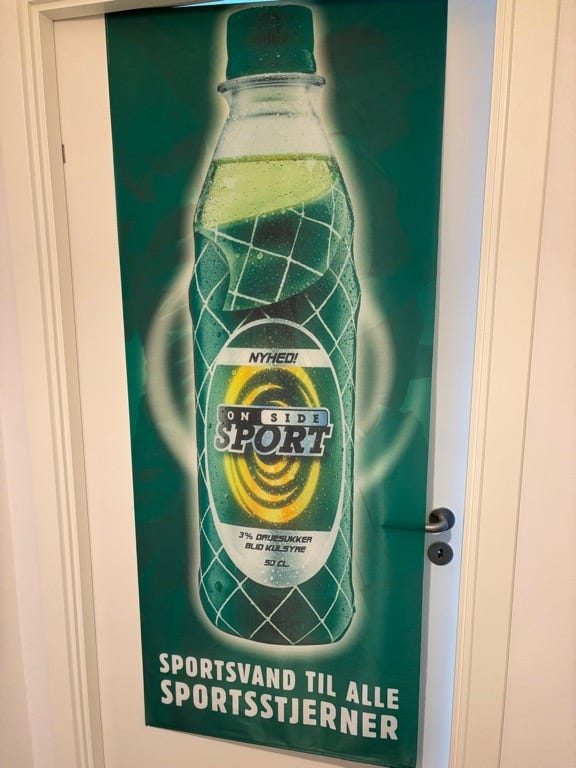 NYHED!
ON SIDE
SPORT
3% DRUESUKKER
BLID KULSYRE
50 CL.
SPORTSVAND TIL ALLE
SPORTSSTJERNER